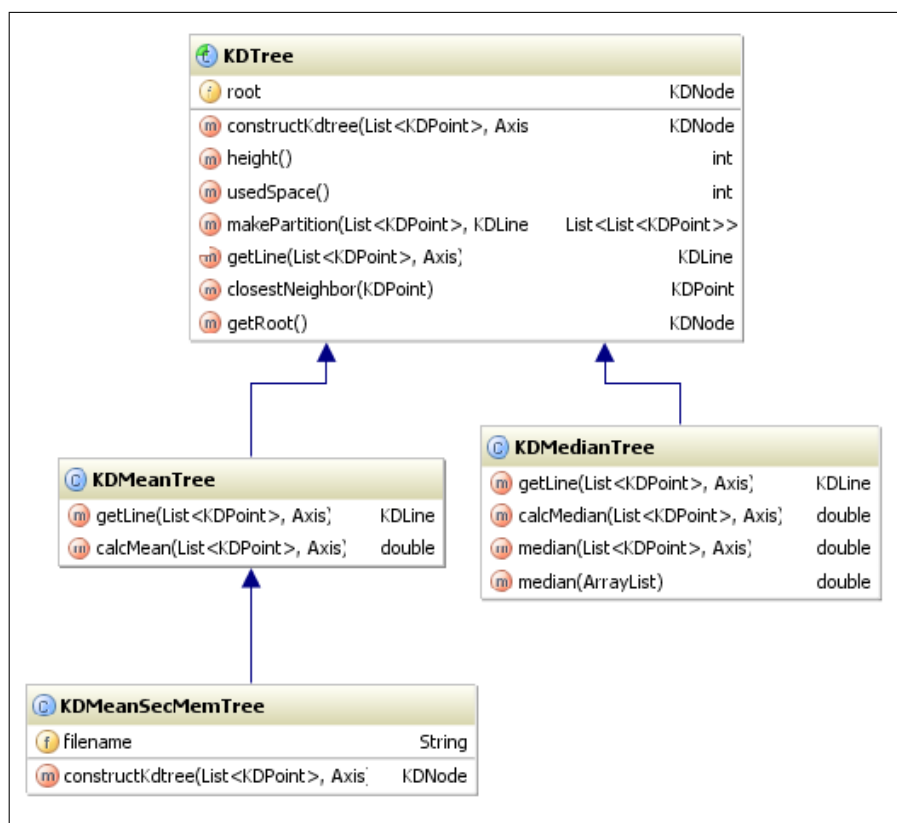 KDTree
root KDNode
constructKdtree(List<KDPoint>, Axis KDNode
height() int
usedSpace() int
makePartition(List<KDPoint>, KDLine List<List<KDPoint>>
getLine(List<KDPoint>, Axis) KDLine
closestNeighbor(KDPoint) KDPoint
getRoot() KDNode
KDMeanTree
getLine(List<KDPoint>, Axis) KDLine
calcMean(List<KDPoint>, Axis) double
KDMedianTree
getLine(List<KDPoint>, Axis) KDLine
calcMedian(List<KDPoint>, Axis) double
median(List<KDPoint>, Axis) double
median(ArrayList) double
KDMeanSecMemTree
filename String
constructKdtree(List<KDPoint>, Axis) KDNode